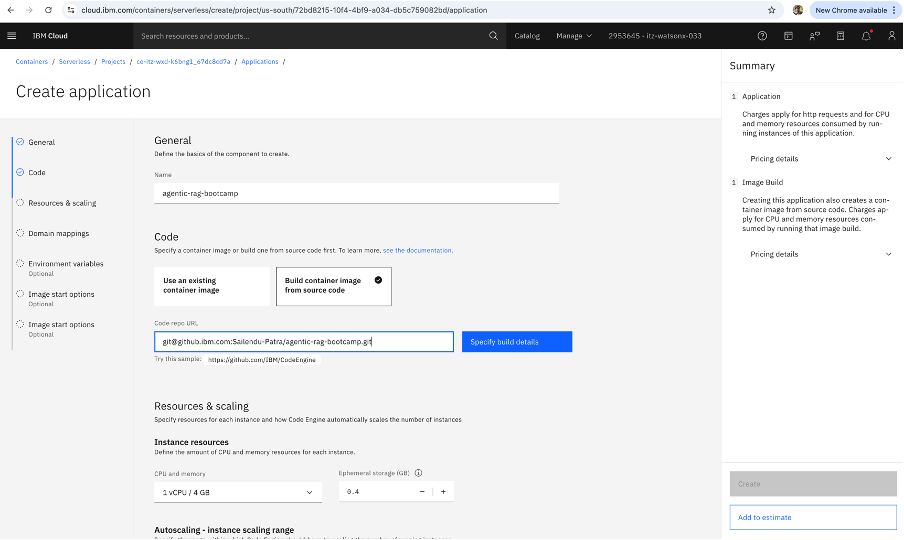 cloud.ibm.com/containers/serverless/create/project/us-south/72bd8215-10f4-4bf9-a034-db5c759082bd/application
New Chrome available
IBM Cloud
Search resources and products...
Catalog
Manage
2953645 - itz-watsonx-033
Containers / Serverless / Projects / ce-itz-wxd-k6bng1_67dc8cd7a / Applications /
Create application
General
Code
Resources & scaling
Domain mappings
Environment variables
Optional
Image start options
Optional
Image start options
Optional
General
Define the basics of the component to create.
Name
agentic-rag-bootcamp
Code
Specify a container image or build one from source code first. To learn more, see the documentation.
Use an existing
container image
Build container image
from source code
Code repo URL
git@github.ibm.com:Sailendu-Patra/agentic-rag-bootcamp.git
Specify build details
Try this sample: https://github.com/IBM/CodeEngine
Resources & scaling
Specify resources for each instance and how Code Engine automatically scales the number of instances
Instance resources
Define the amount of CPU and memory resources for each instance.
CPU and memory
1 vCPU / 4 GB
Ephemeral storage (GB)
0.4
Autoscaling - instance scaling range
Summary
1 Application
Charges apply for http requests and for CPU
and memory resources consumed by run-
ning instances of this application.
Pricing details
1 Image Build
Creating this application also creates a con-
tainer image from source code. Charges ap-
ply for CPU and memory resources con-
sumed by running that image build.
Pricing details
Create
Add to estimate